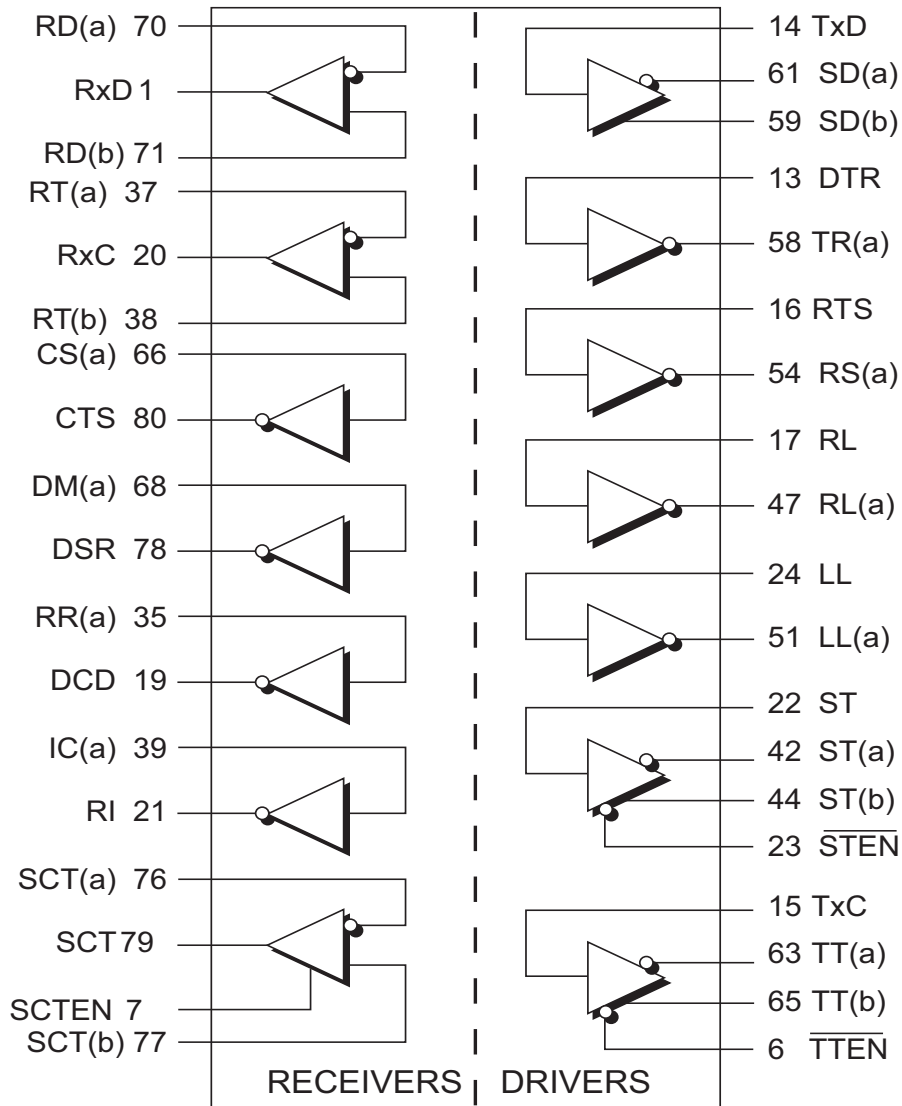 RD(a) 70
RxD 1
RD(b) 71
RT(a) 37
RxC 20
RT(b) 38
CS(a) 66
CTS 80
DM(a) 68
DSR 78
RR(a) 35
DCD 19
IC(a) 39
RI 21
SCT(a) 76
SCT 79
SCTEN 7
SCT(b) 77
RECEIVERS
14 TxD
61 SD(a)
59 SD(b)
13 DTR
58 TR(a)
16 RTS
54 RS(a)
17 RL
47 RL(a)
24 LL
51 LL(a)
22 ST
42 ST(a)
44 ST(b)
23 S̅T̅E̅N̅
15 TxC
63 TT(a)
65 TT(b)
6 T̅T̅E̅N̅
DRIVERS